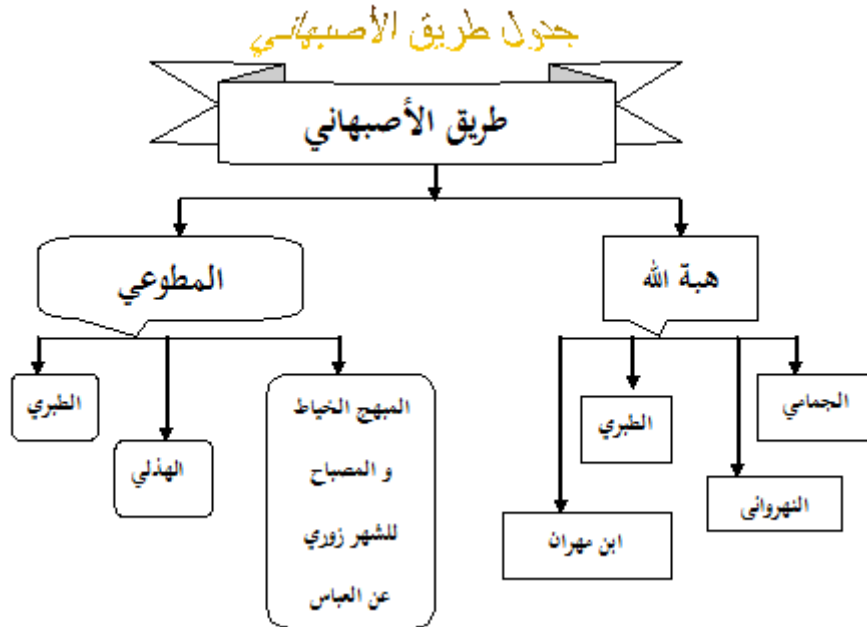 جدول طريق الأصبهاني
طريق الأصبهاني
هبة الله
المطوعي
الجمامي
النهرواني
الطبري
ابن مهران
المبهج الخياط
و المصباح
للشهر زوري
عن العباس
الهذلي
الطبري